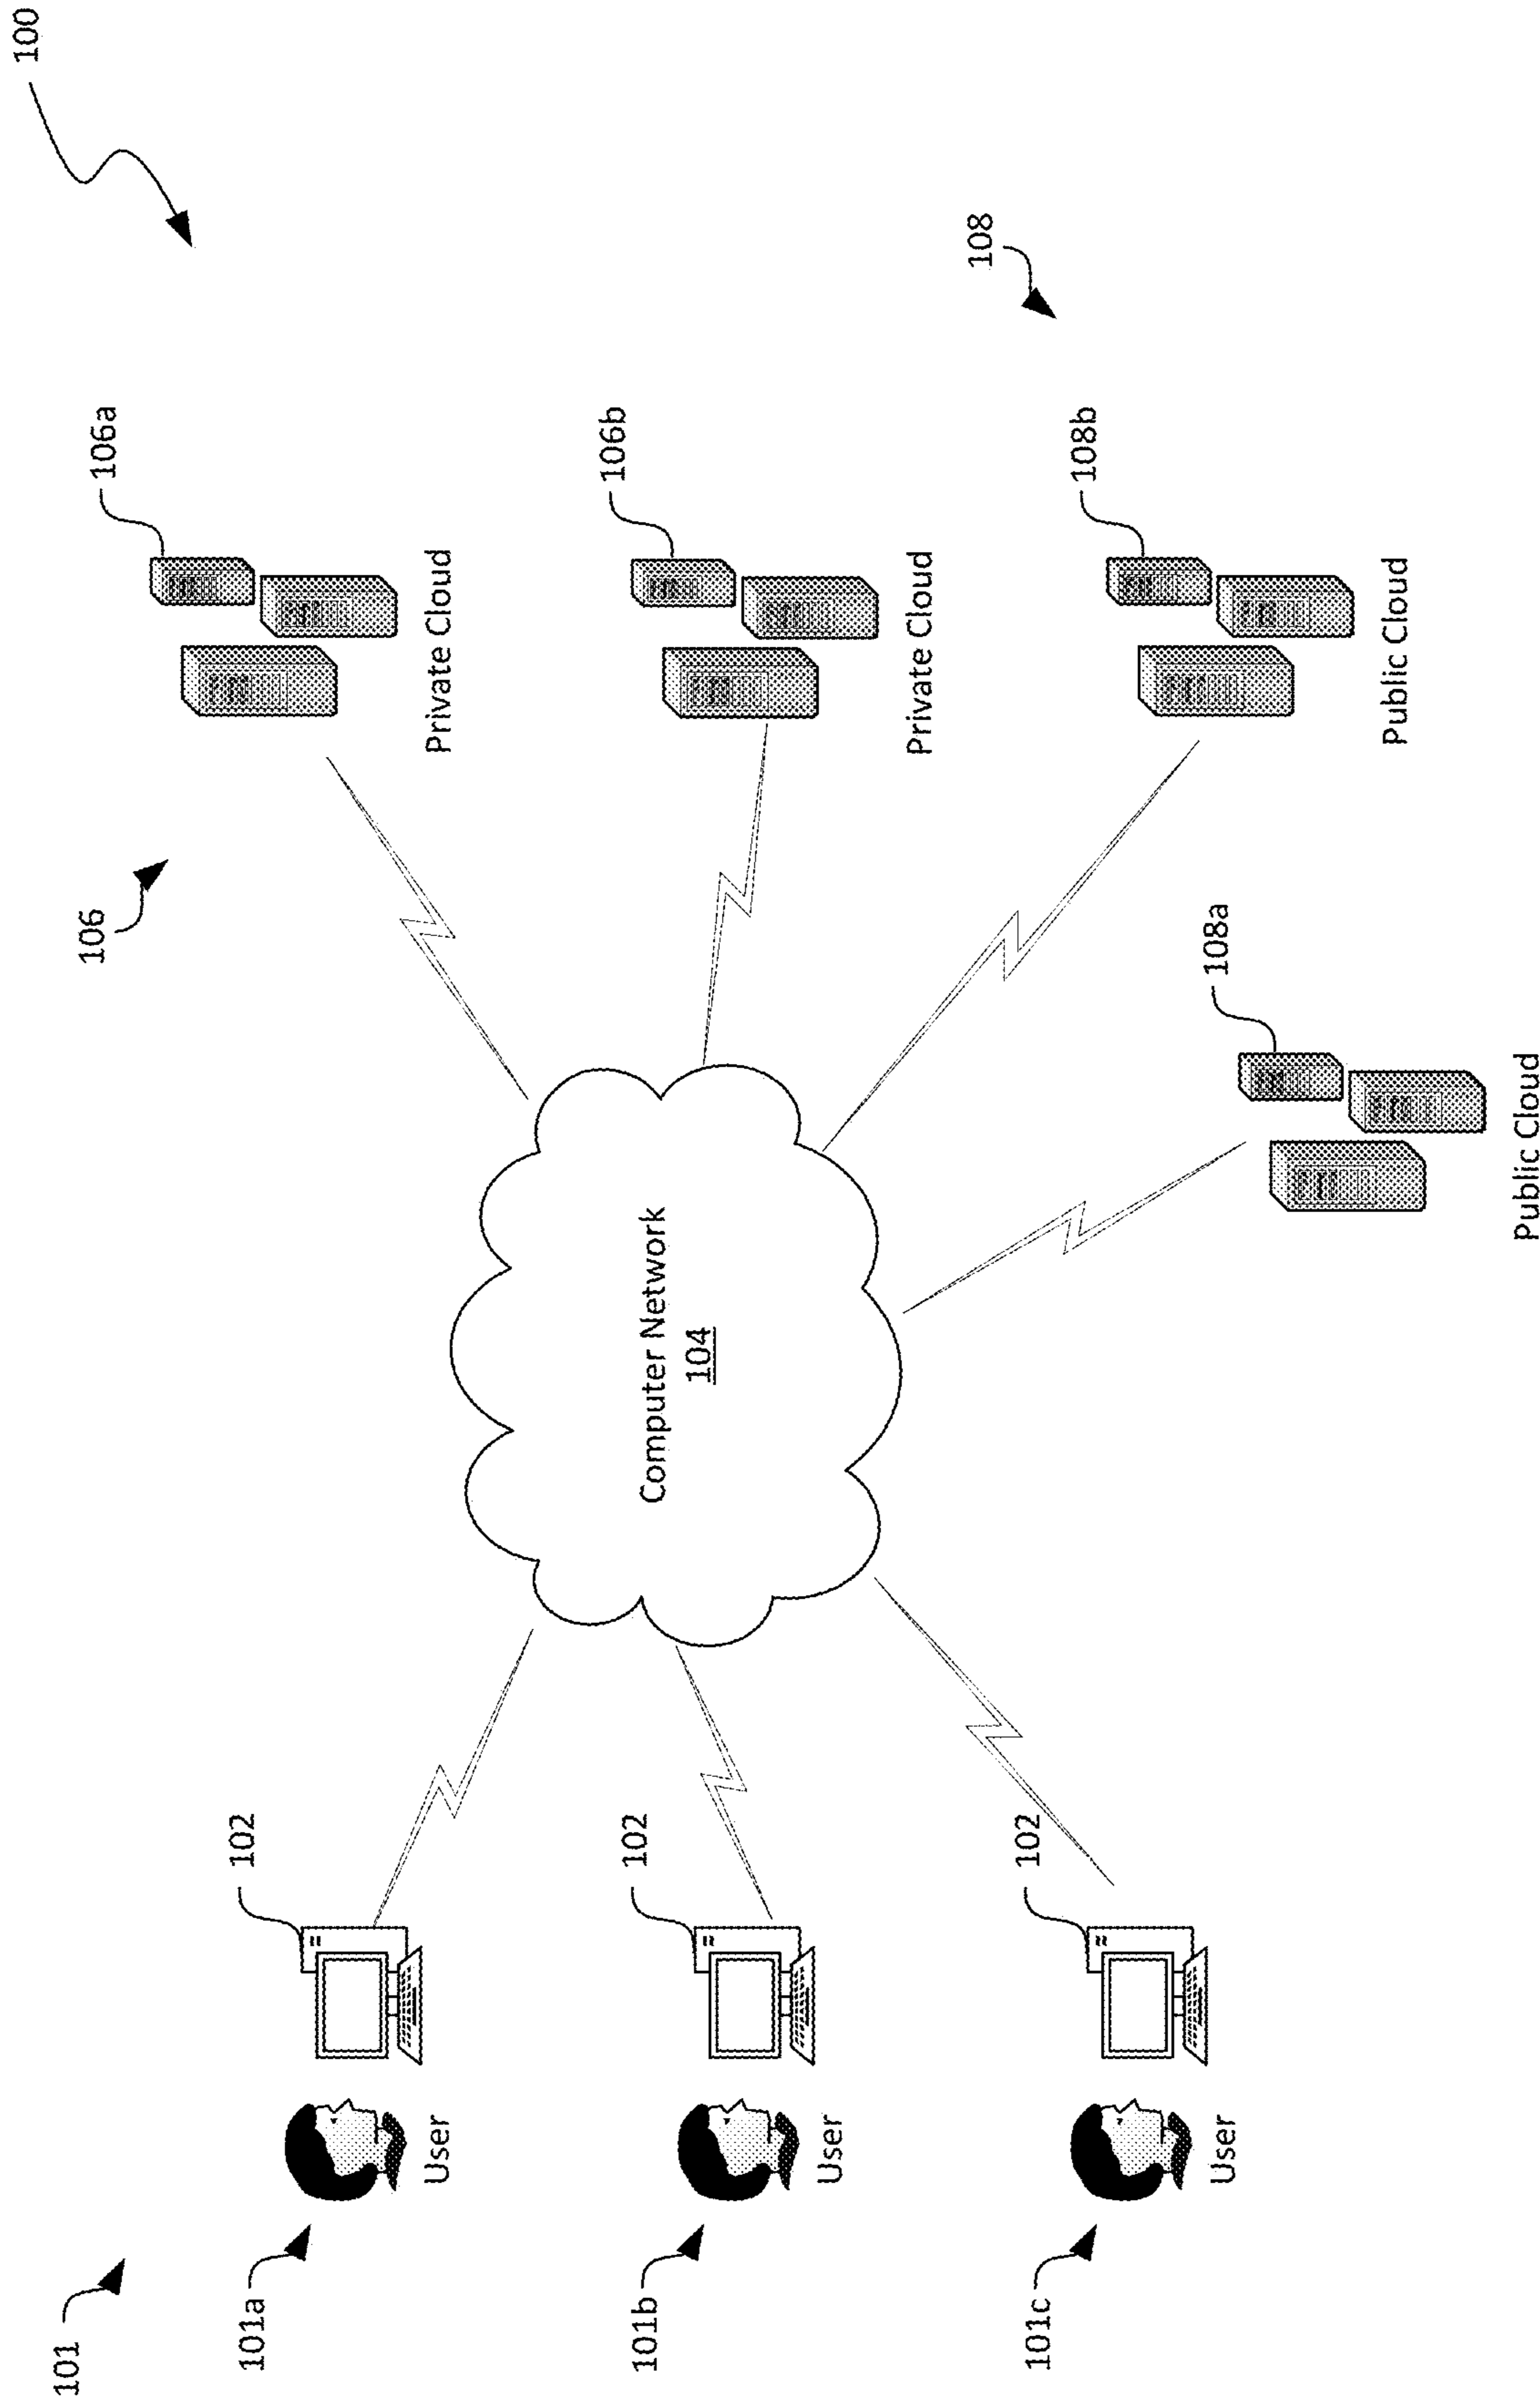 100
101
106
106a
101a
102
User
Private Cloud
106b
101b
102
Computer Network
104
User
Private Cloud
108
108b
101c
102
108a
User
Public Cloud
Public Cloud